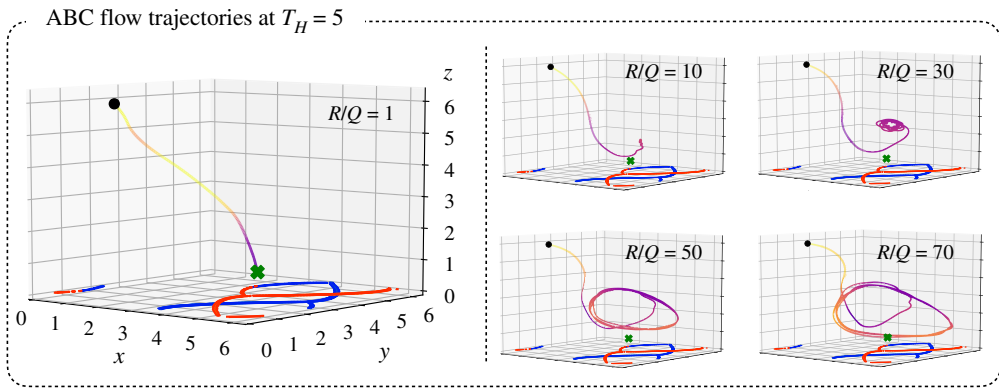 ABC flow trajectories at T_H = 5
z
R/Q = 1
6
5
4
3
2
1
0
0 1 2 3 4 5 6
x
0 1 2 3 4 5 6
y
R/Q = 10
R/Q = 30
R/Q = 50
R/Q = 70